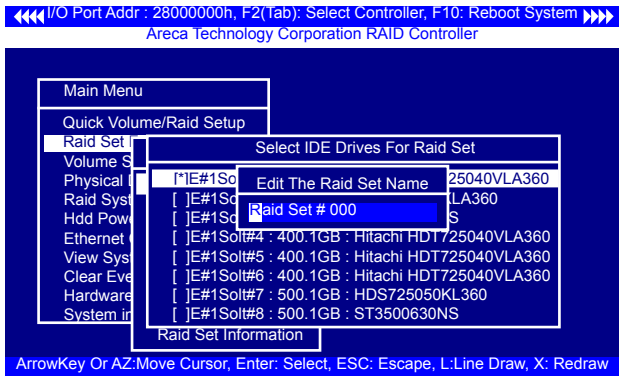 I/O Port Addr : 28000000h, F2(Tab): Select Controller, F10: Reboot System
Areca Technology Corporation RAID Controller
Main Menu
Quick Volume/Raid Setup
Raid Set
Volume S
Physical
Raid Syst
Hdd Pow
Ethernet
View Sys
Clear Eve
Hardware
System in
Select IDE Drives For Raid Set
[*]E#1So 25040VLA360
[ ]E#1So KLA360
[ ]E#1So S
[ ]E#1Solt#4 : 400.1GB : Hitachi HDT725040VLA360
[ ]E#1Solt#5 : 400.1GB : Hitachi HDT725040VLA360
[ ]E#1Solt#6 : 400.1GB : Hitachi HDT725040VLA360
[ ]E#1Solt#7 : 500.1GB : HDS725050KL360
[ ]E#1Solt#8 : 500.1GB : ST3500630NS
Edit The Raid Set Name
Raid Set # 000
Raid Set Information
ArrowKey Or AZ:Move Cursor, Enter: Select, ESC: Escape, L:Line Draw, X: Redraw